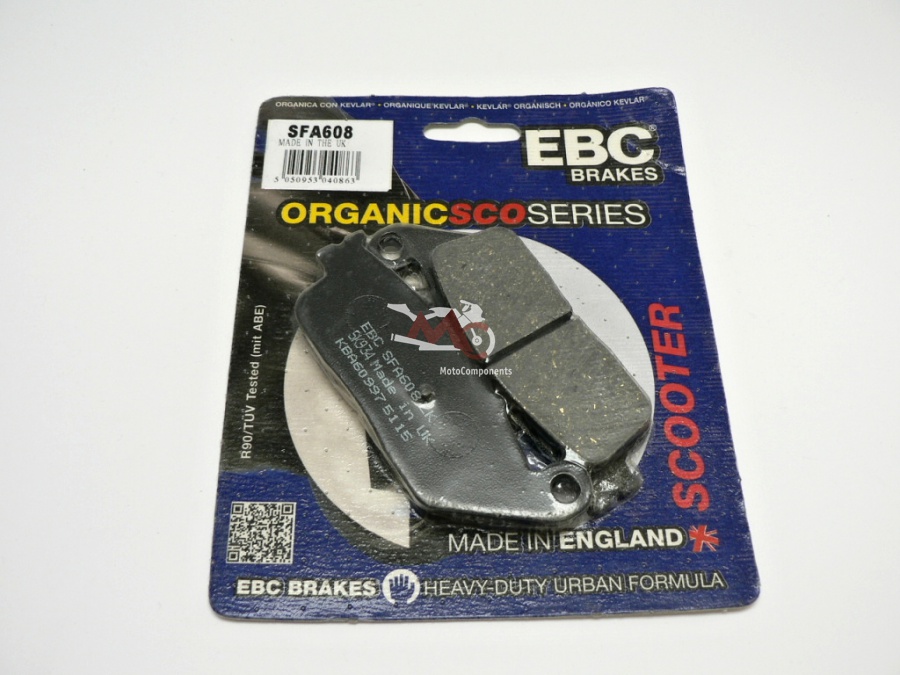 ORGANICA CON KEVLAR® • ORGANIQUE KEVLAR® • KEVLAR® ORGANISCH • ORGÁNICO KEVLAR®
SFA608
MADE IN THE UK
5 050953 040863
EBC®
BRAKES
ORGANICSCOSERIES
MC
MotoComponents
EBC SFA608
Made in UK
KBA60997 5115
R90/TÜV Tested (mit ABE)
SCOOTER
MADE IN ENGLAND
EBC BRAKES HEAVY-DUTY URBAN FORMULA